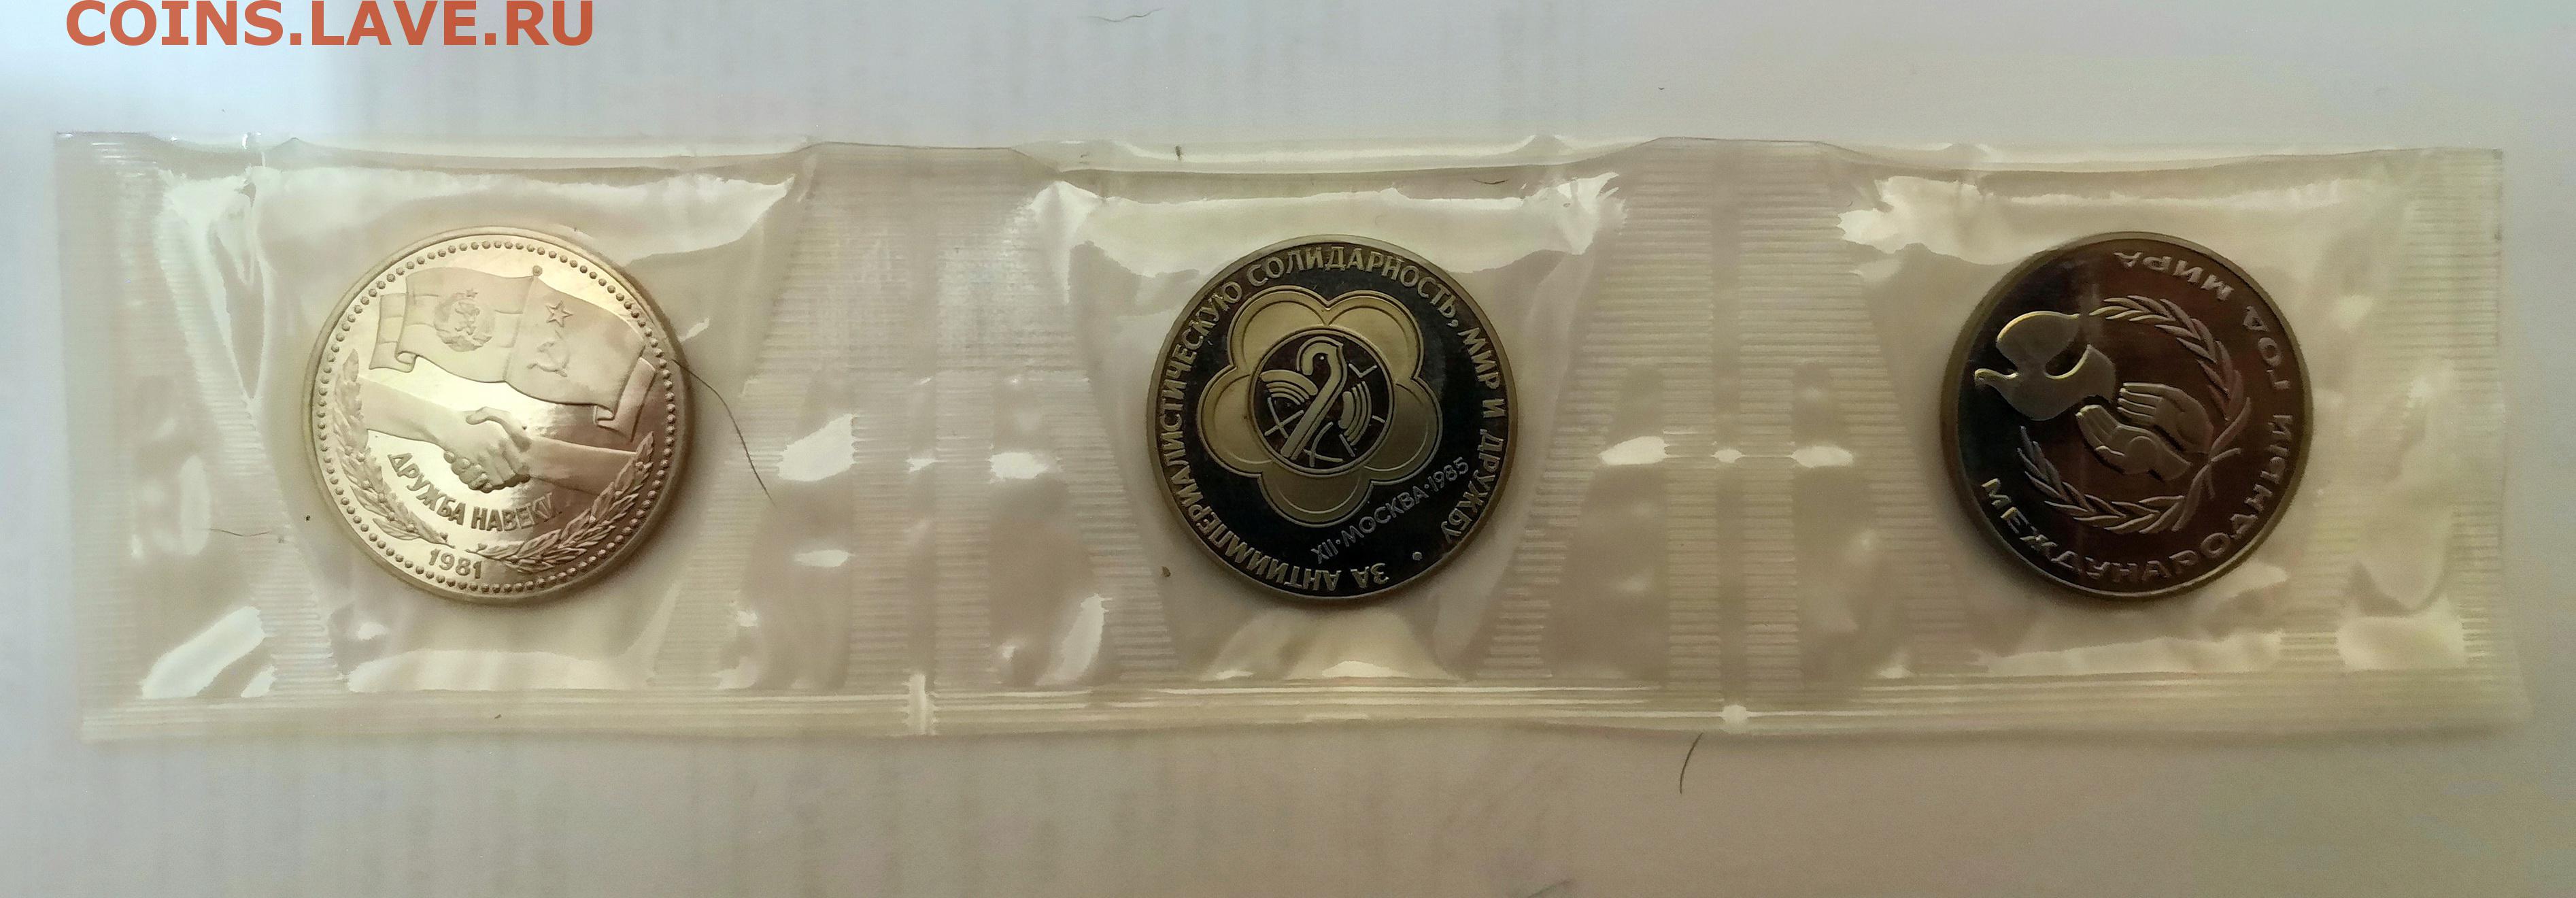 COINS.LAVE.RU
ДРУЖБА НАВЕКИ
1981
ЗА АНТИИМПЕРИАЛИСТИЧЕСКУЮ СОЛИДАРНОСТЬ, МИР И ДРУЖБУ •
XII•МОСКВА•1985
МЕЖДУНАРОДНЫЙ ГОД МИРА